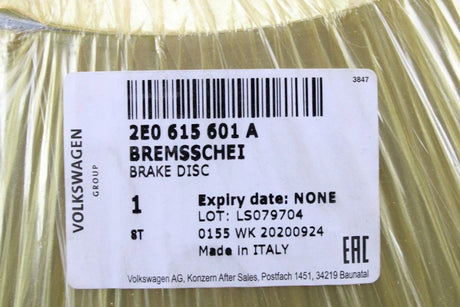 3847
2E0 615 601 A
BREMSSCHEI
BRAKE DISC
VOLKSWAGEN
GROUP
1 Expiry date: NONE
LOT: LS079704
ST 0155 WK 20200924
Made in ITALY
EAC
Volkswagen AG, Konzern After Sales, Postfach 1451, 34219 Baunatal